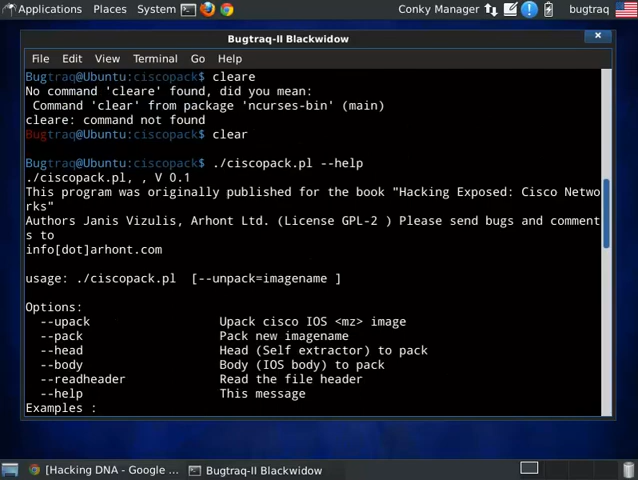 Applications Places System Conky Manager bugtraq
Bugtraq-II Blackwidow
File Edit View Terminal Go Help
Bugtraq@Ubuntu:ciscopack$ cleare
No command 'cleare' found, did you mean:
 Command 'clear' from package 'ncurses-bin' (main)
cleare: command not found
Bugtraq@Ubuntu:ciscopack$ clear
Bugtraq@Ubuntu:ciscopack$ ./ciscopack.pl --help
./ciscopack.pl, , V 0.1
This program was originally published for the book "Hacking Exposed: Cisco Netwo
rks"
Authors Janis Vizulis, Arhont Ltd. (License GPL-2 ) Please send bugs and comment
s to
info[dot]arhont.com
usage: ./ciscopack.pl  [--unpack=imagename ]
Options:
  --upack Upack cisco IOS <mz> image
  --pack Pack new imagename
  --head Head (Self extractor) to pack
  --body Body (IOS body) to pack
  --readheader Read the file header
  --help This message
Examples :
[Hacking DNA - Google ... Bugtraq-II Blackwidow